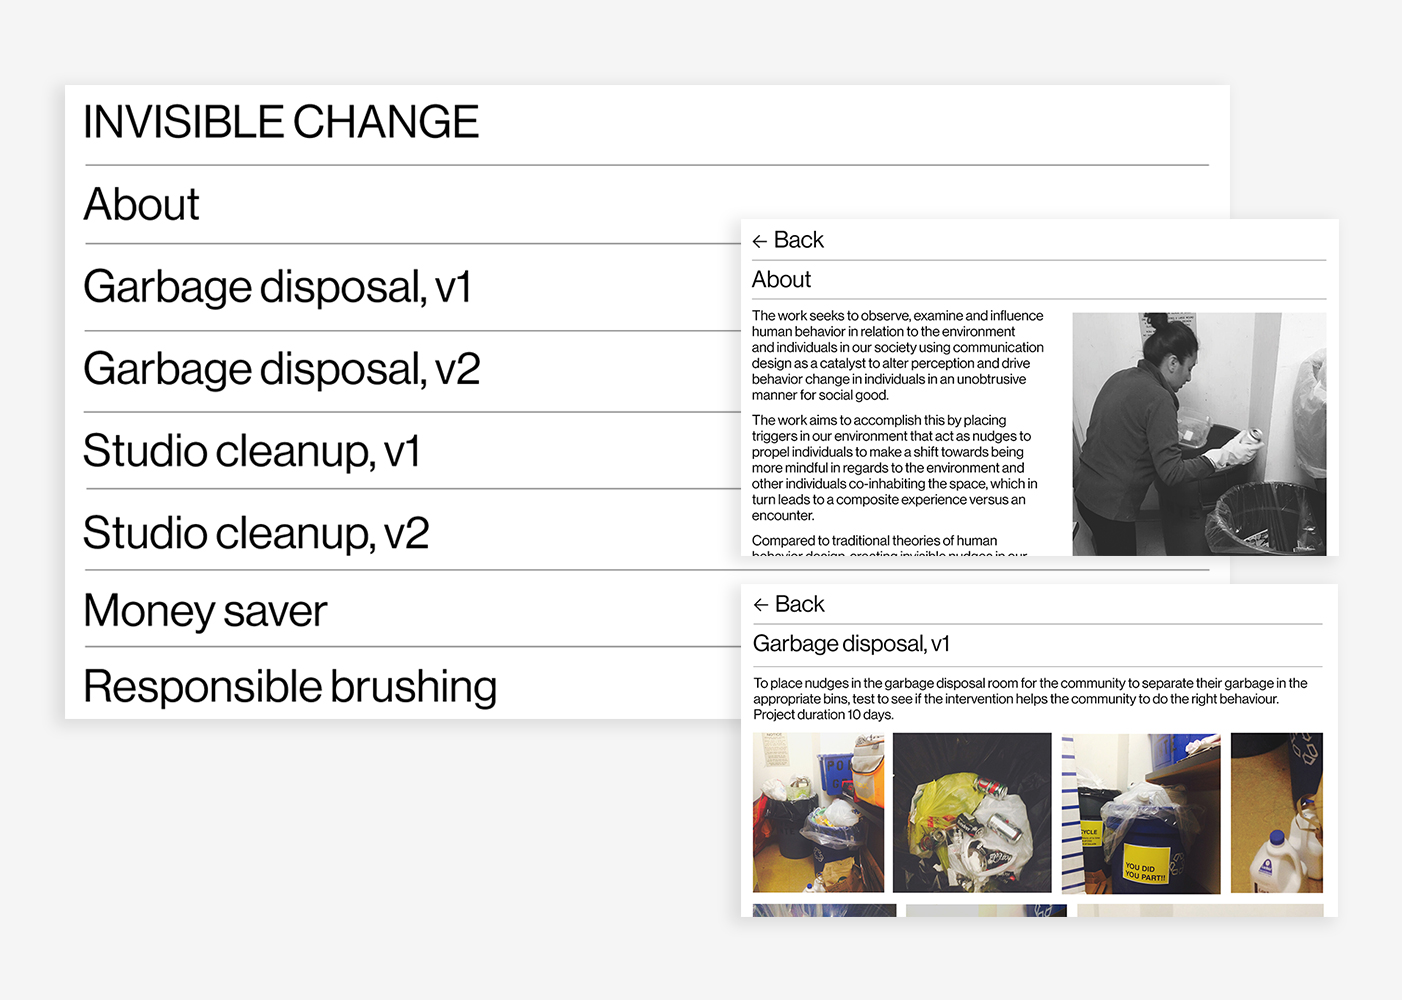 INVISIBLE CHANGE
About
Garbage disposal, v1
Garbage disposal, v2
Studio cleanup, v1
Studio cleanup, v2
Money saver
Responsible brushing
← Back
About
The work seeks to observe, examine and influence
human behavior in relation to the environment
and individuals in our society using communication
design as a catalyst to alter perception and drive
behavior change in individuals in an unobtrusive
manner for social good.
The work aims to accomplish this by placing
triggers in our environment that act as nudges to
propel individuals to make a shift towards being
more mindful in regards to the environment and
other individuals co-inhabiting the space, which in
turn leads to a composite experience versus an
encounter.
Compared to traditional theories of human
behavior design, creating invisible nudges in our
← Back
Garbage disposal, v1
To place nudges in the garbage disposal room for the community to separate their garbage in the
appropriate bins, test to see if the intervention helps the community to do the right behaviour.
Project duration 10 days.
YCLE
YOU DID
YOU PART!!